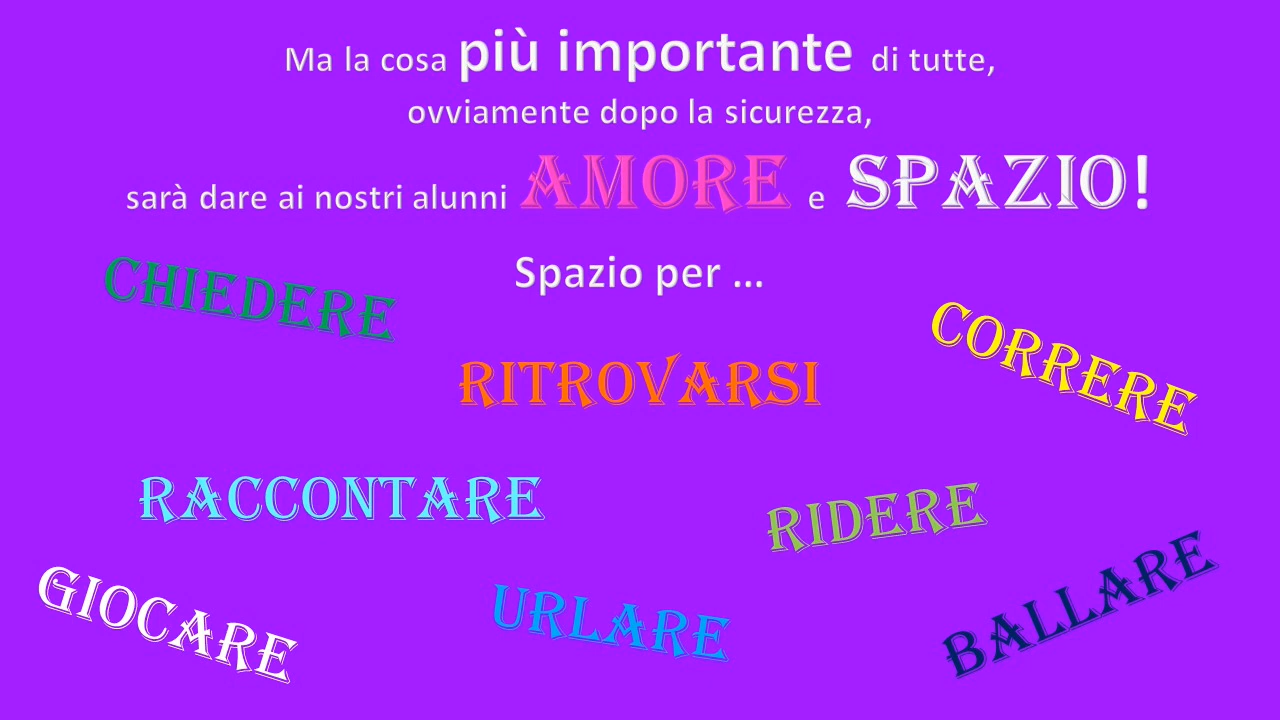 Ma la cosa più importante di tutte,
ovviamente dopo la sicurezza,
sarà dare ai nostri alunni AMORE e SPAZIO!
Spazio per ...
CHIEDERE
CORRERE
RITROVARSI
RACCONTARE
RIDERE
GIOCARE
URLARE
BALLARE